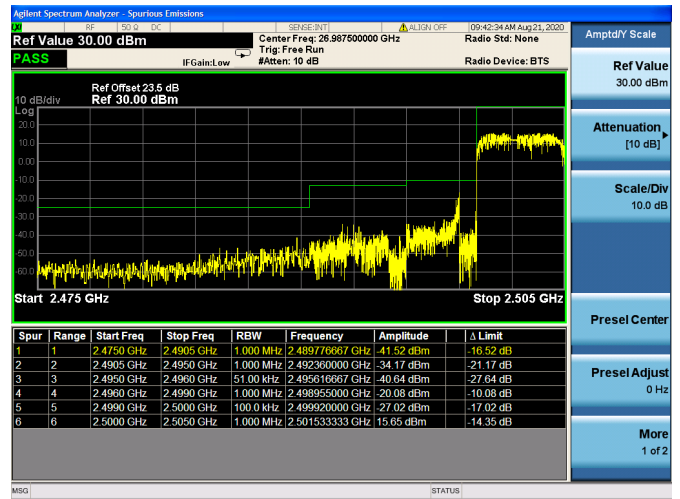 Agilent Spectrum Analyzer - Spurious Emissions
LXI RF 50 Ω DC SENSE:INT ALIGN OFF 09:42:34 AM Aug 21, 2020
Ref Value 30.00 dBm Center Freq: 26.987500000 GHz Radio Std: None
Trig: Free Run
PASS IFGain:Low #Atten: 10 dB Radio Device: BTS
Ref Offset 23.5 dB
10 dB/div Ref 30.00 dBm
Log
20.0
10.0
0.00
-10.0
-20.0
-30.0
-40.0
-50.0
-60.0
Start 2.475 GHz Stop 2.505 GHz
Spur Range Start Freq Stop Freq RBW Frequency Amplitude Δ Limit
1 1 2.4750 GHz 2.4905 GHz 1.000 MHz 2.489776667 GHz -41.52 dBm -16.52 dB
2 2 2.4905 GHz 2.4950 GHz 1.000 MHz 2.492360000 GHz -34.17 dBm -21.17 dB
3 3 2.4950 GHz 2.4960 GHz 51.00 kHz 2.495616667 GHz -40.64 dBm -27.64 dB
4 4 2.4960 GHz 2.4990 GHz 1.000 MHz 2.498955000 GHz -20.08 dBm -10.08 dB
5 5 2.4990 GHz 2.5000 GHz 100.0 kHz 2.499920000 GHz -27.02 dBm -17.02 dB
6 6 2.5000 GHz 2.5050 GHz 1.000 MHz 2.501533333 GHz 15.65 dBm -14.35 dB
Amptd/Y Scale
Ref Value
30.00 dBm
Attenuation
[10 dB]
Scale/Div
10.0 dB
Presel Center
Presel Adjust
0 Hz
More
1 of 2
MSG STATUS